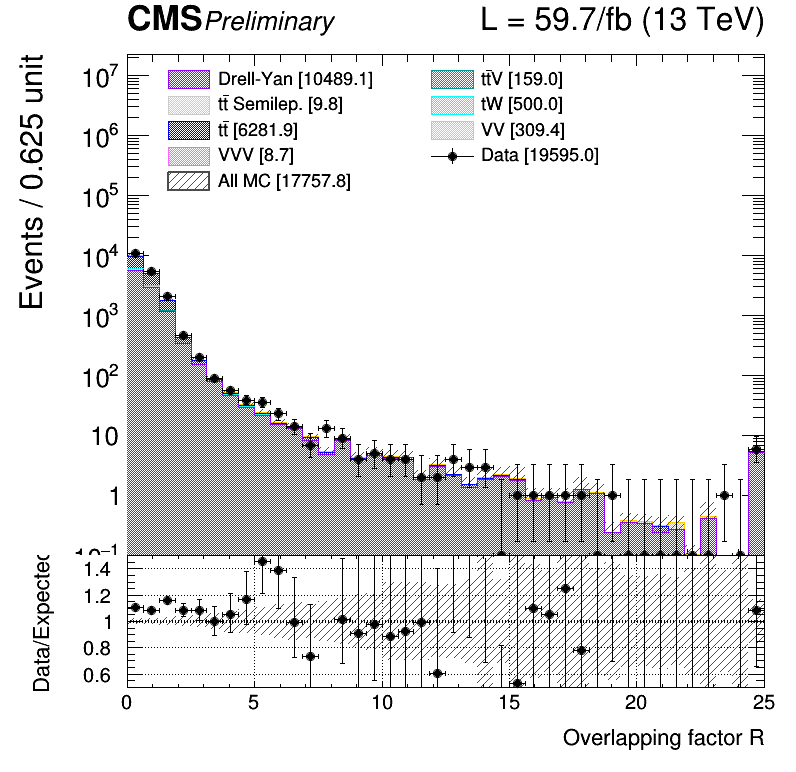 CMS Preliminary L = 59.7/fb (13 TeV)
Events / 0.625 unit
10⁷
10⁶
10⁵
10⁴
10³
10²
10
1
10⁻¹
Drell-Yan [10489.1]
tt̄ Semilep. [9.8]
tt̄ [6281.9]
VVV [8.7]
All MC [17757.8]
tt̄V [159.0]
tW [500.0]
VV [309.4]
Data [19595.0]
Data/Expected
1.4
1.2
1
0.8
0.6
0 5 10 15 20 25
Overlapping factor R